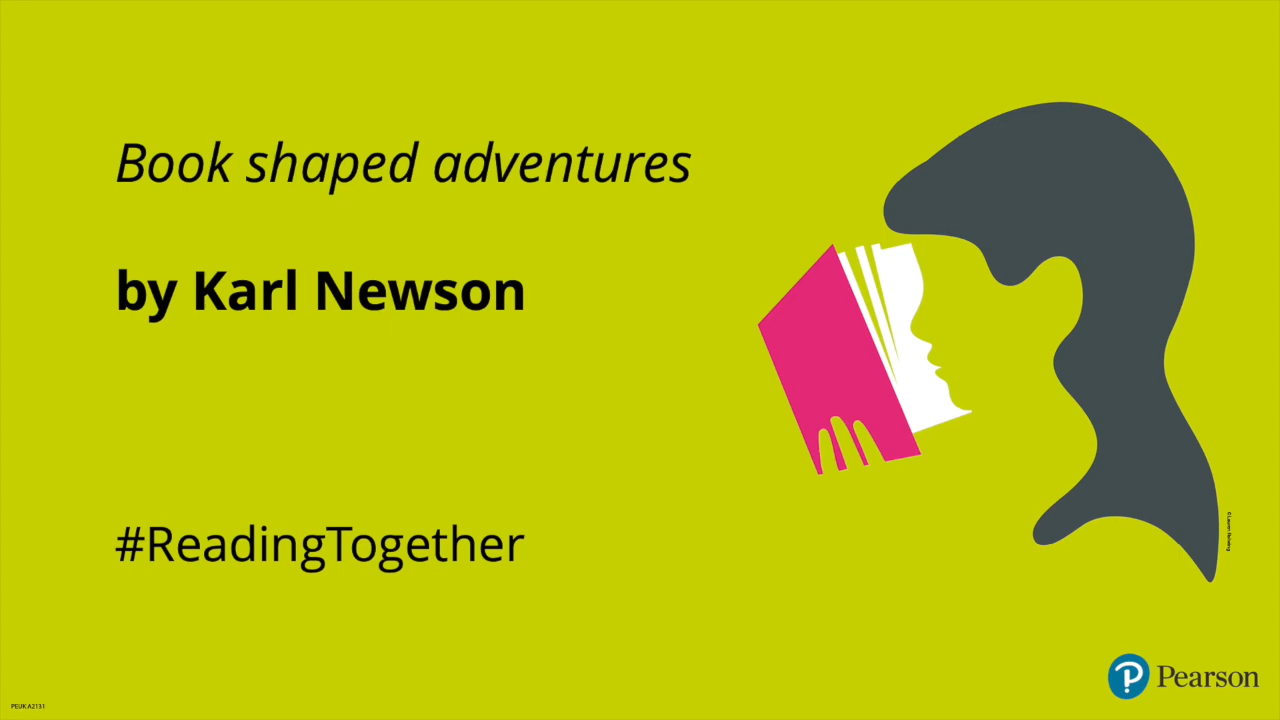 Book shaped adventures
by Karl Newson
#ReadingTogether
Pearson
PEUK A2131